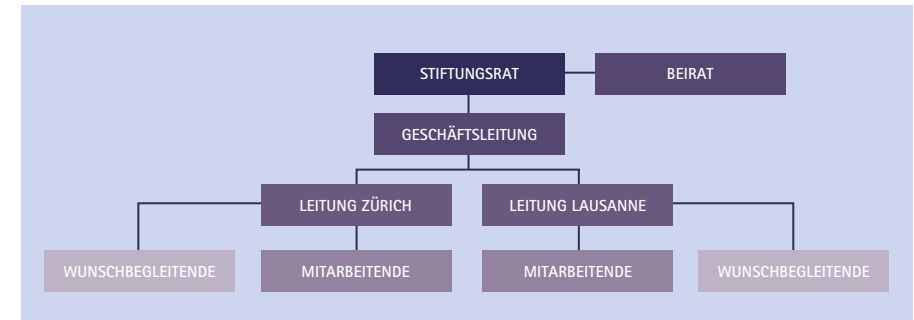 STIFTUNGSRAT
BEIRAT
GESCHÄFTSLEITUNG
LEITUNG ZÜRICH
LEITUNG LAUSANNE
WUNSCHBEGLEITENDE
MITARBEITENDE
MITARBEITENDE
WUNSCHBEGLEITENDE